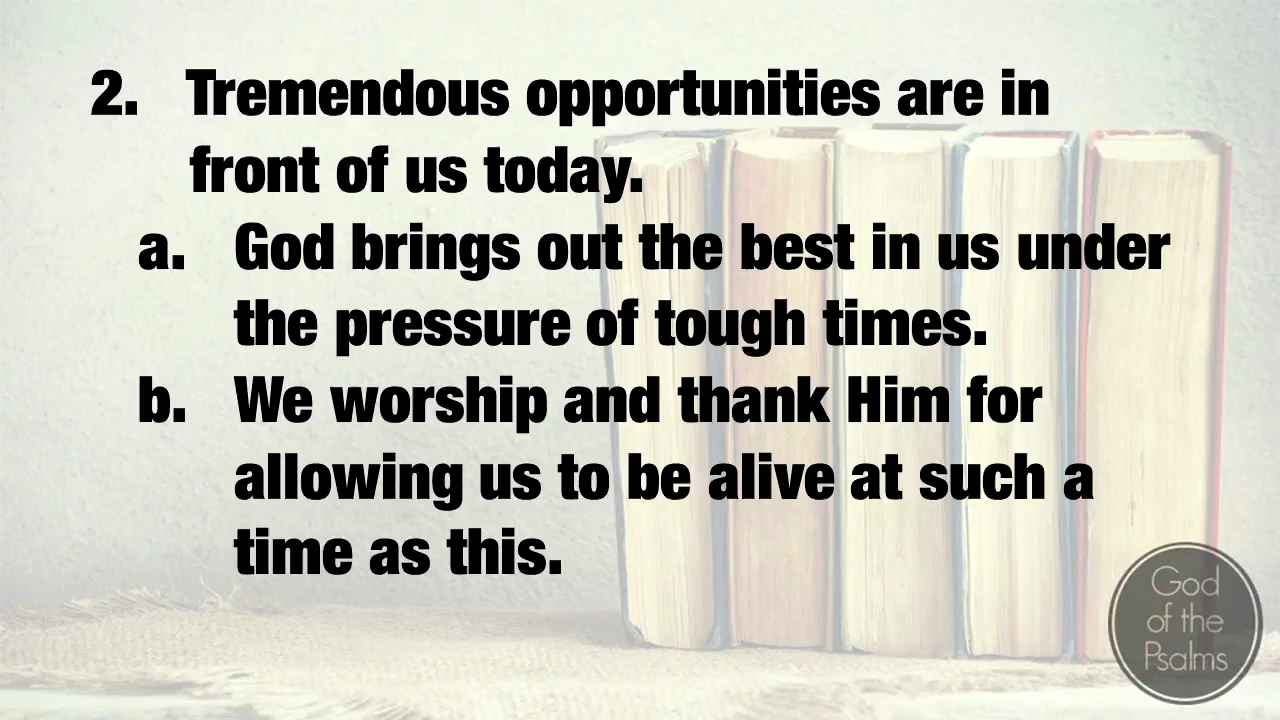 2. Tremendous opportunities are in
front of us today.
a. God brings out the best in us under
the pressure of tough times.
b. We worship and thank Him for
allowing us to be alive at such a
time as this.
God
of the
Psalms